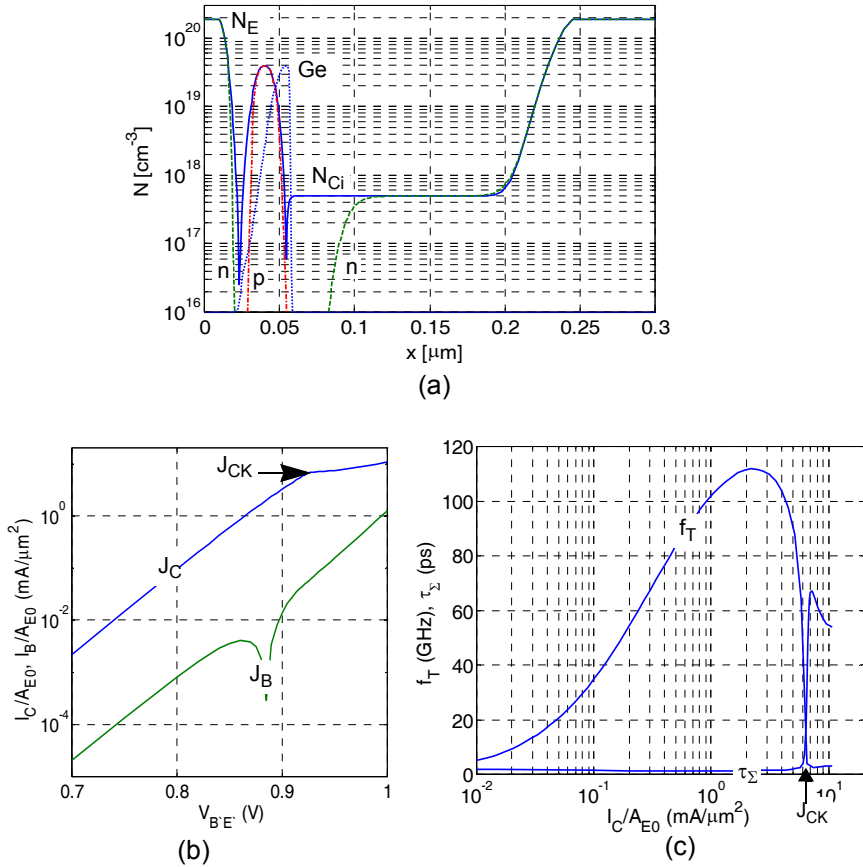 N_E
Ge
N_Ci
n
p
n
N [cm^-3]
10^20
10^19
10^18
10^17
10^16
0
0.05
0.1
0.15
0.2
0.25
0.3
x [μm]
(a)
J_CK
J_C
J_B
I_C/A_E0, I_B/A_E0 (mA/μm^2)
10^0
10^-2
10^-4
0.7
0.8
0.9
1
V_B`E` (V)
(b)
f_T
τ_Σ
J_CK
f_T (GHz), τ_Σ (ps)
120
100
80
60
40
20
0
10^-2
10^-1
10^0
10^1
I_C/A_E0 (mA/μm^2)
(c)